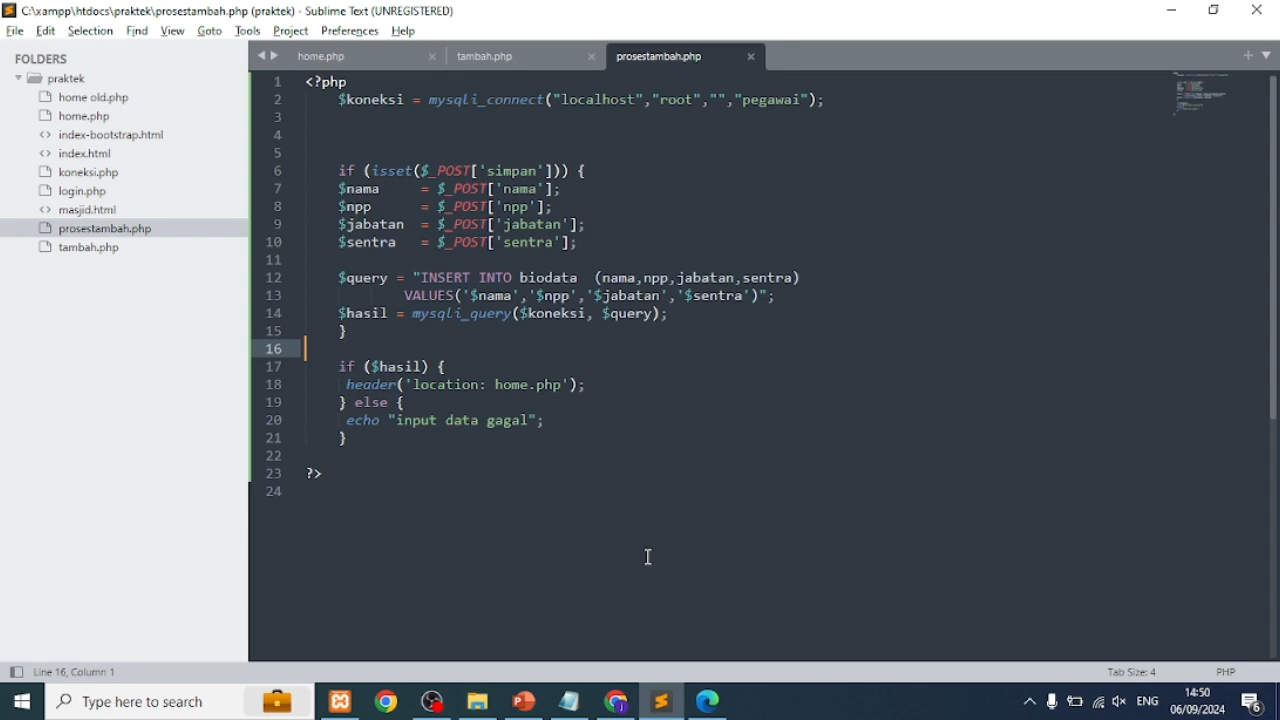 C:\xampp\htdocs\praktek\prosestambah.php (praktek) - Sublime Text (UNREGISTERED)
File Edit Selection Find View Goto Tools Project Preferences Help
FOLDERS
praktek
home old.php
home.php
index-bootstrap.html
index.html
koneksi.php
login.php
masjid.html
prosestambah.php
tambah.php
home.php tambah.php prosestambah.php
1 <?php
2 $koneksi = mysqli_connect("localhost","root","","pegawai");
3
4
5
6 if (isset($_POST['simpan'])) {
7 $nama = $_POST['nama'];
8 $npp = $_POST['npp'];
9 $jabatan = $_POST['jabatan'];
10 $sentra = $_POST['sentra'];
11
12 $query = "INSERT INTO biodata (nama,npp,jabatan,sentra)
13 VALUES('$nama','$npp','$jabatan','$sentra')";
14 $hasil = mysqli_query($koneksi, $query);
15 }
16
17 if ($hasil) {
18 header('location: home.php');
19 } else {
20 echo "input data gagal";
21 }
22
23 ?>
24
Line 16, Column 1 Tab Size: 4 PHP
Type here to search
ENG
14:50
06/09/2024
6